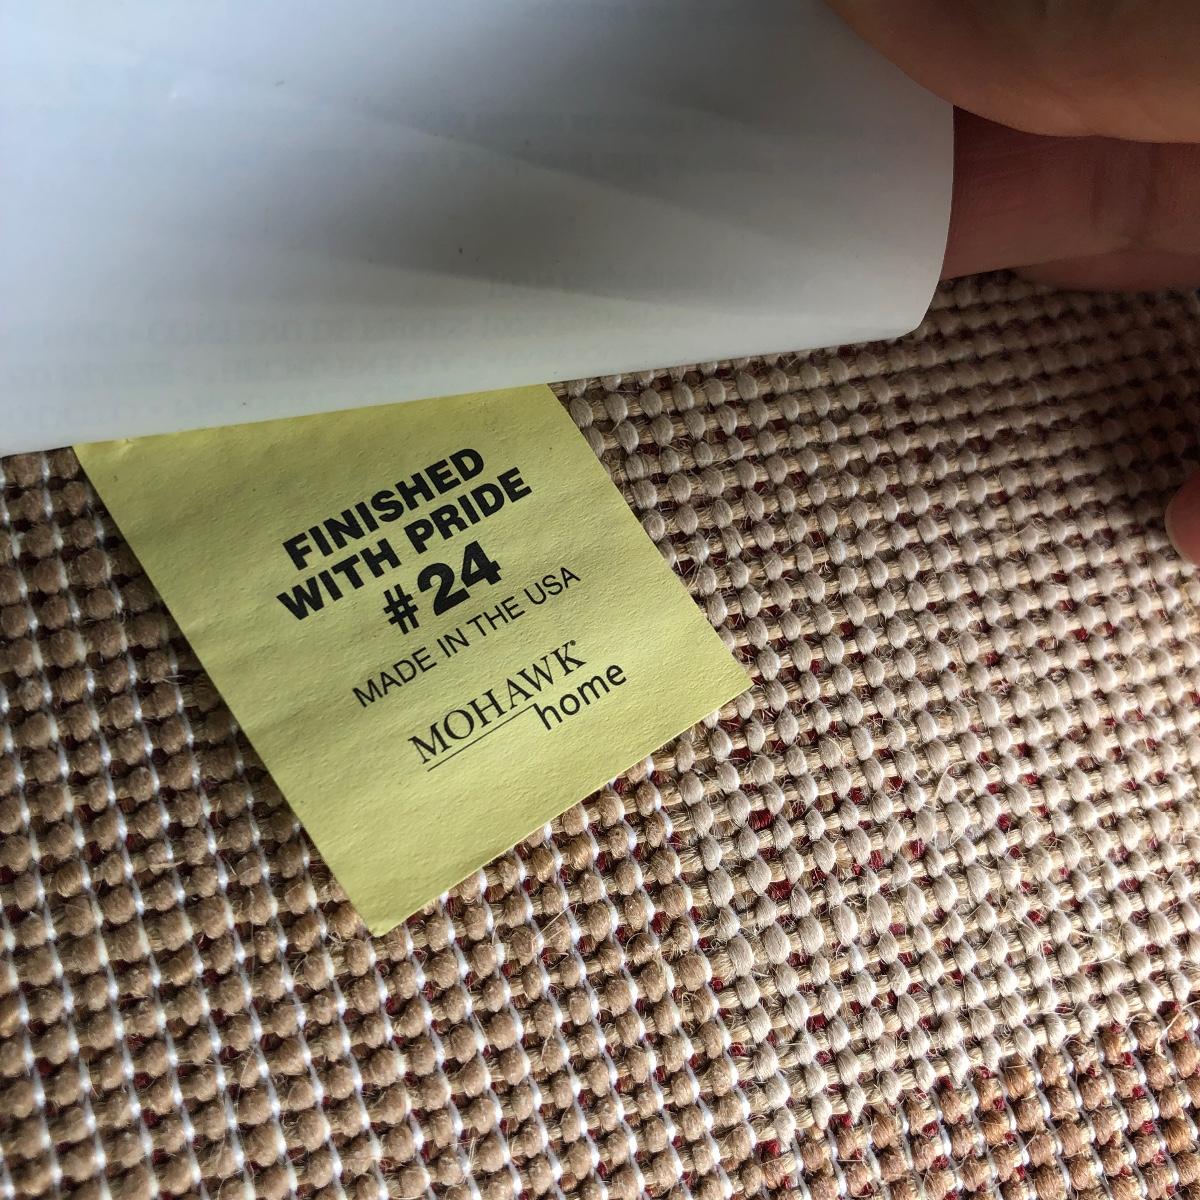 FINISHED
WITH PRIDE
#24
MADE IN THE USA
MOHAWK®
home